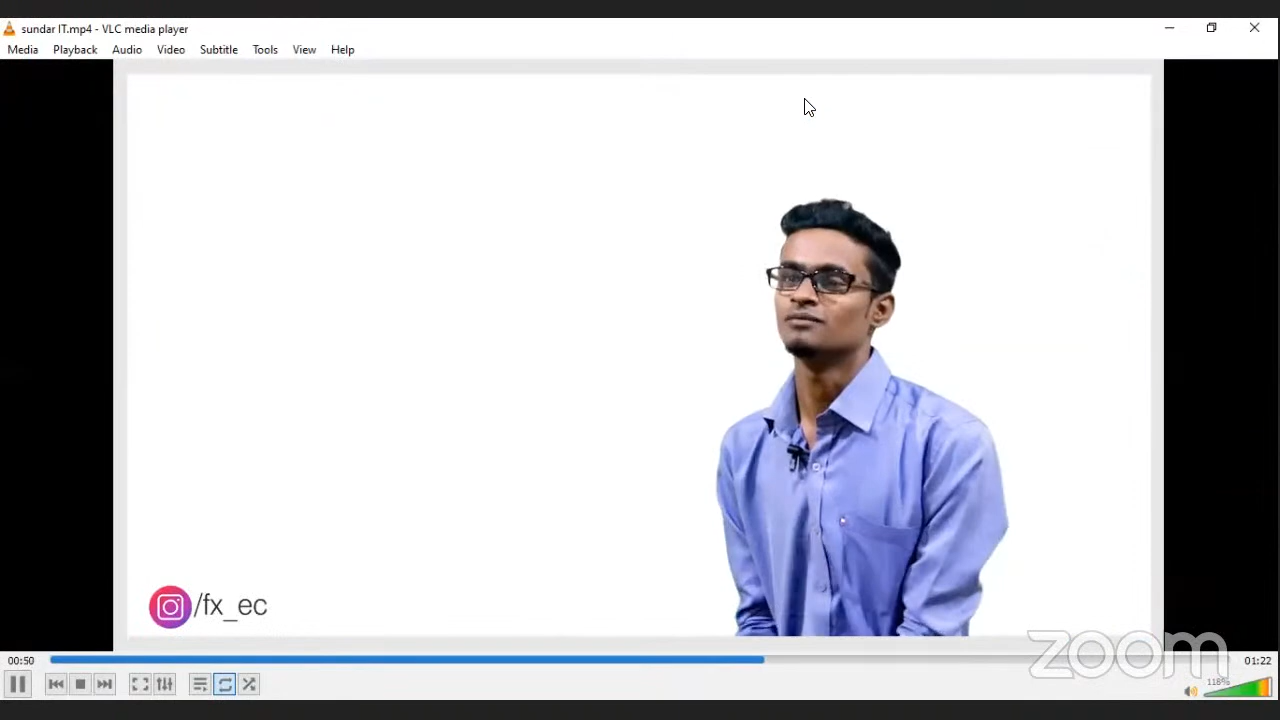 sundar IT.mp4 - VLC media player
Media Playback Audio Video Subtitle Tools View Help
/fx_ec
zoom
00:50
01:22
118%